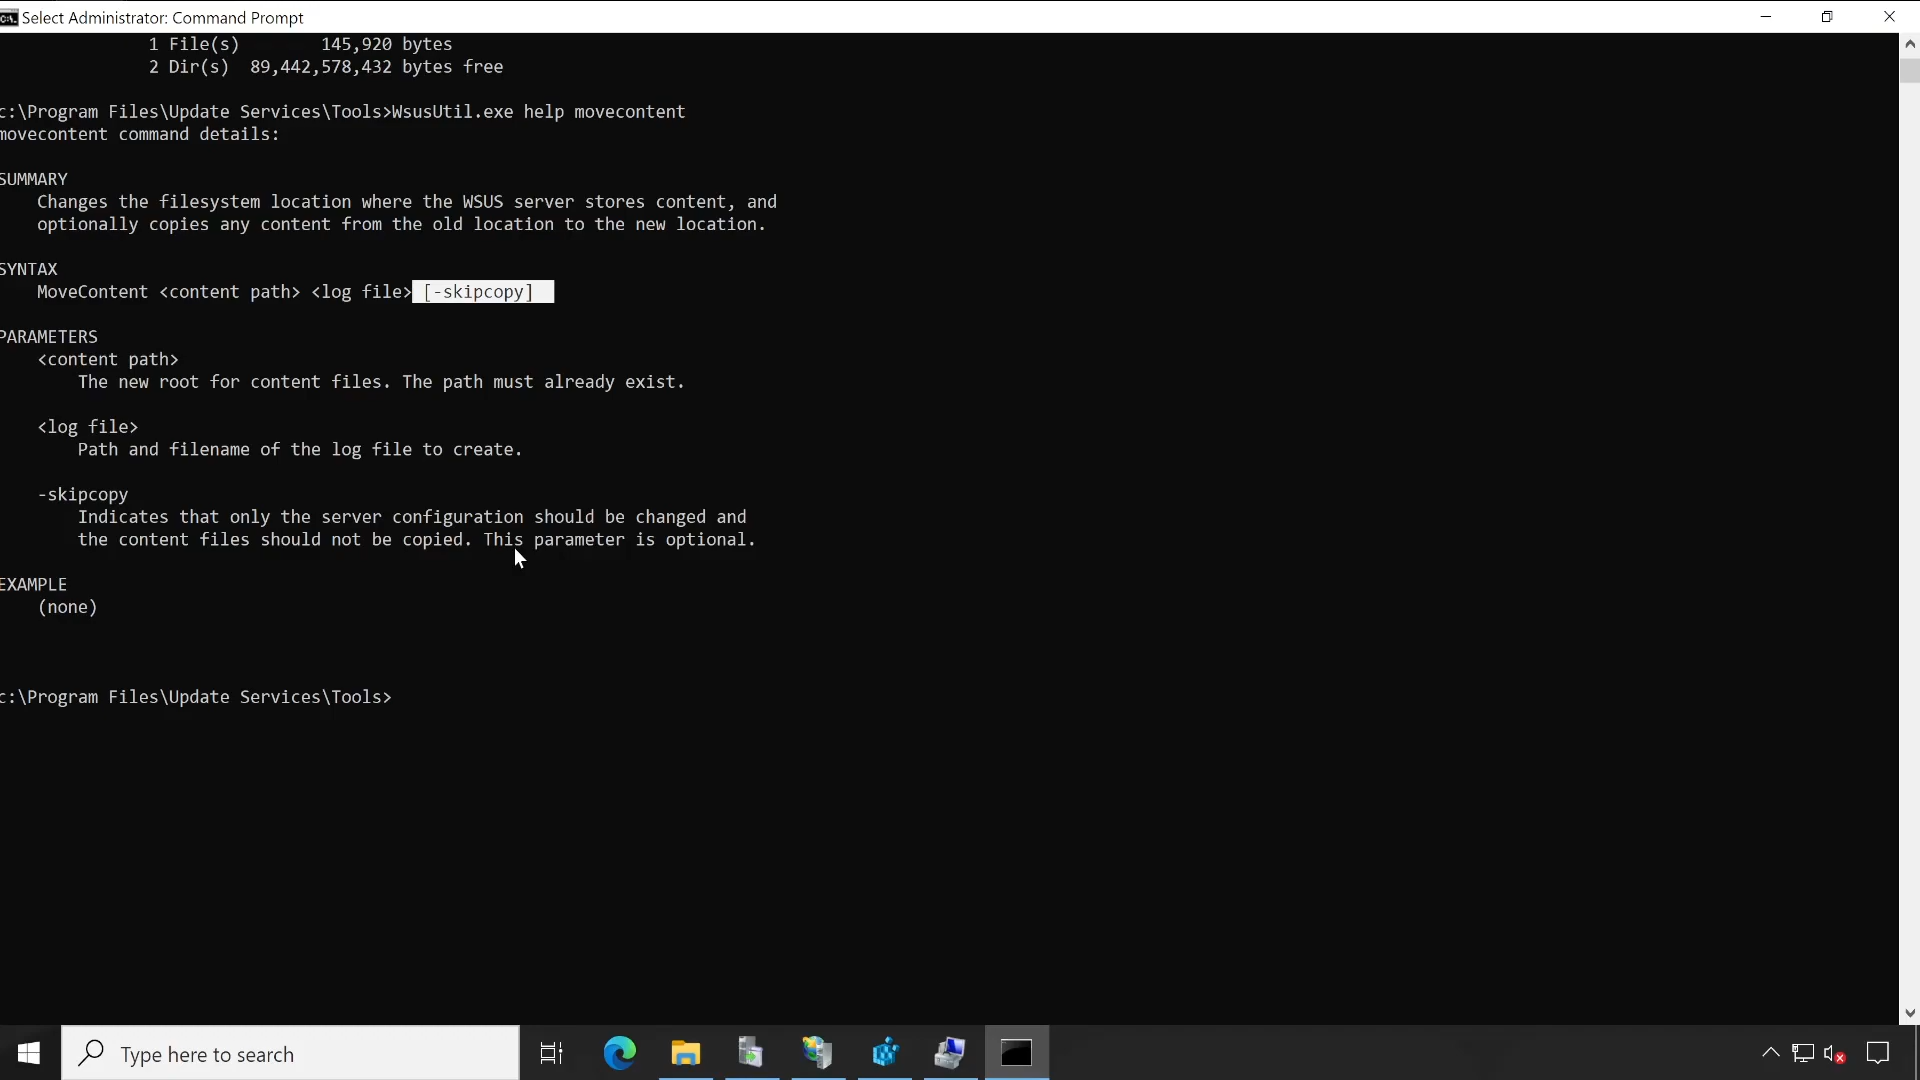 Select Administrator: Command Prompt
1 File(s) 145,920 bytes
2 Dir(s) 89,442,578,432 bytes free
c:\Program Files\Update Services\Tools>WsusUtil.exe help movecontent
movecontent command details:
SUMMARY
Changes the filesystem location where the WSUS server stores content, and
optionally copies any content from the old location to the new location.
SYNTAX
MoveContent <content path> <log file> [-skipcopy]
PARAMETERS
<content path>
The new root for content files. The path must already exist.
<log file>
Path and filename of the log file to create.
-skipcopy
Indicates that only the server configuration should be changed and
the content files should not be copied. This parameter is optional.
EXAMPLE
(none)
c:\Program Files\Update Services\Tools>
Type here to search